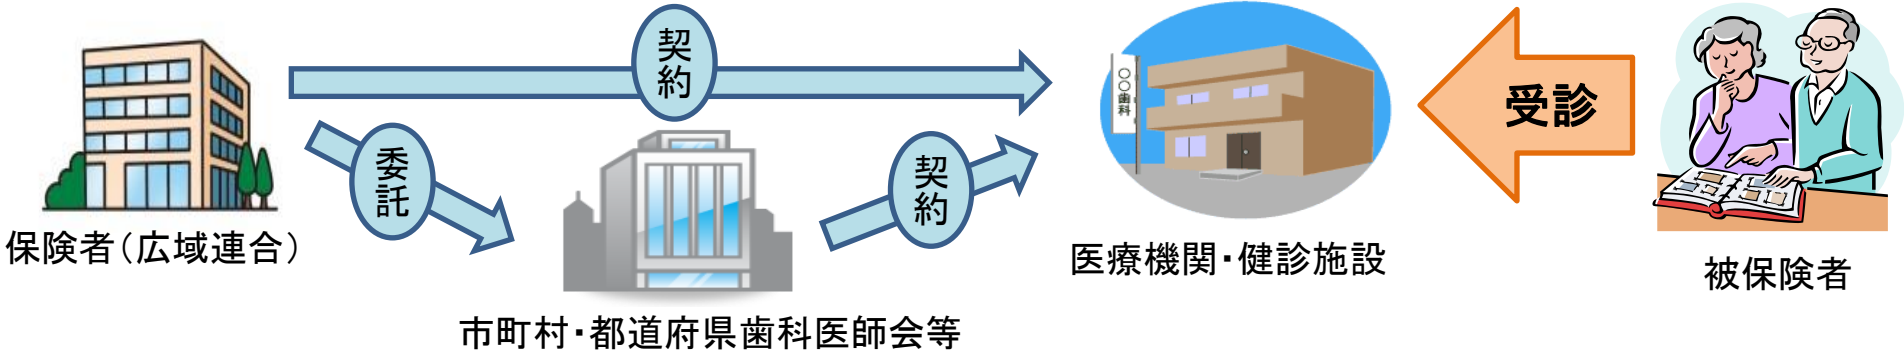 契約
委託
契約
〇〇歯科
受診
保険者（広域連合）
市町村・都道府県歯科医師会等
医療機関・健診施設
被保険者